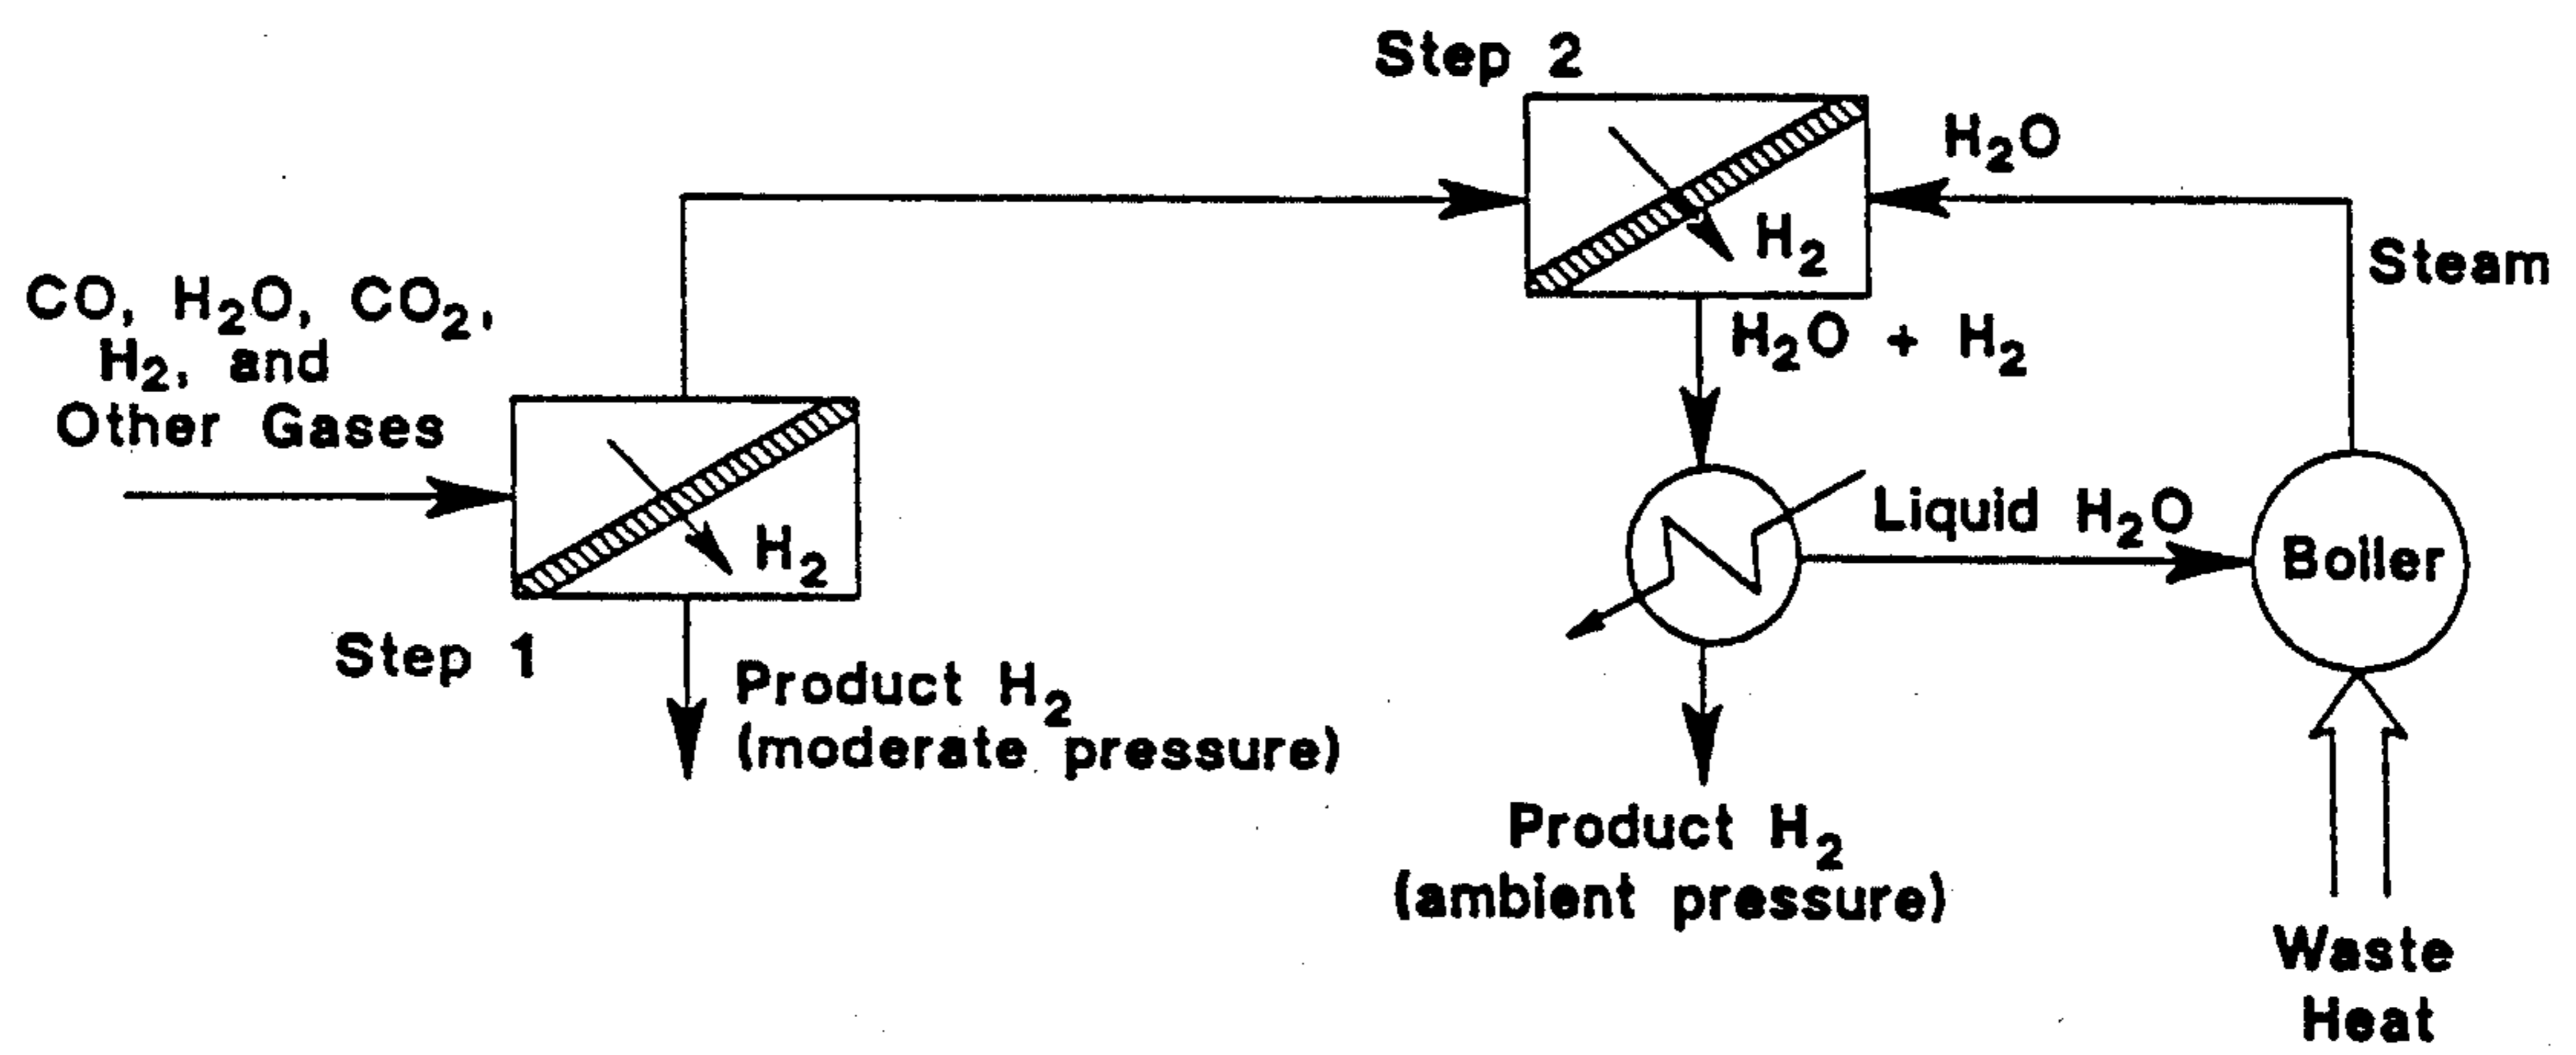 Step 2
H₂O
H₂
Steam
CO, H₂O, CO₂,
H₂, and
Other Gases
H₂O + H₂
Liquid H₂O
Boiler
H₂
Step 1
Product H₂
(moderate pressure)
Product H₂
(ambient pressure)
Waste
Heat